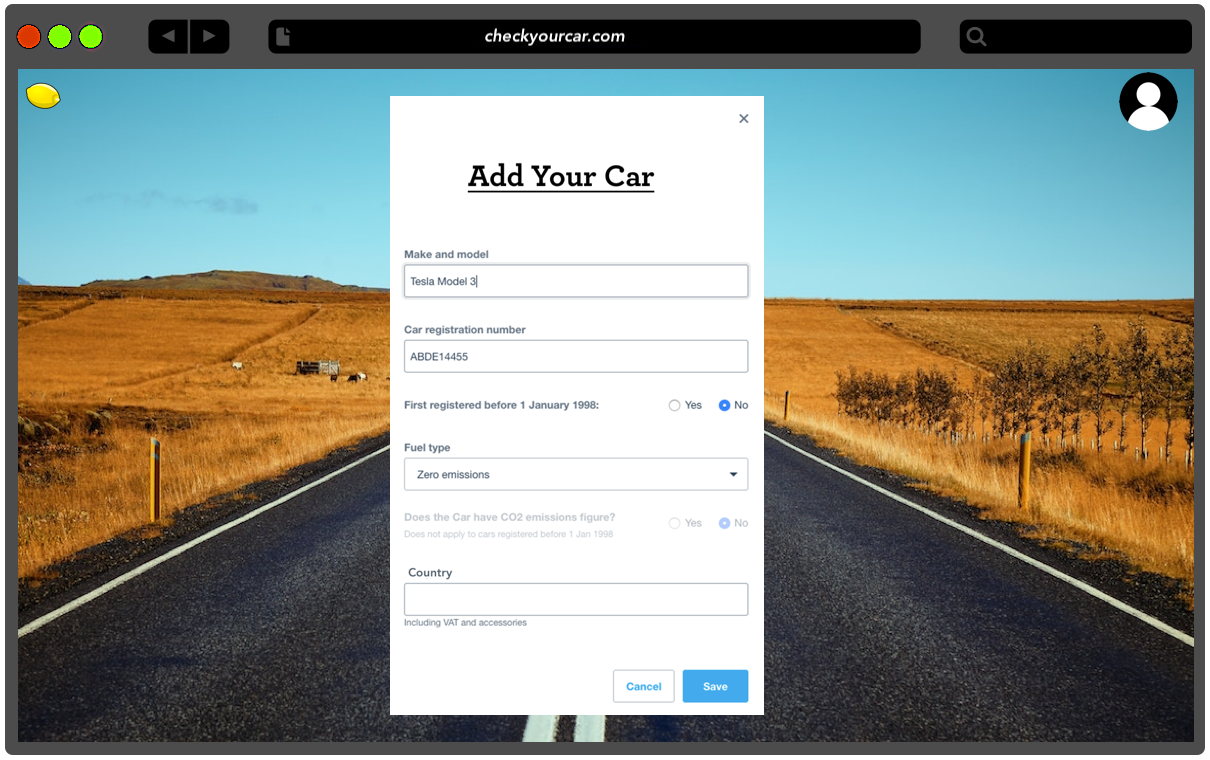 checkyourcar.com
Add Your Car
Make and model
Tesla Model 3
Car registration number
ABDE14455
First registered before 1 January 1998: Yes No
Fuel type
Zero emissions
Does the Car have CO2 emissions figure? Yes No
Does not apply to cars registered before 1 Jan 1998
Country
Including VAT and accessories
Cancel Save